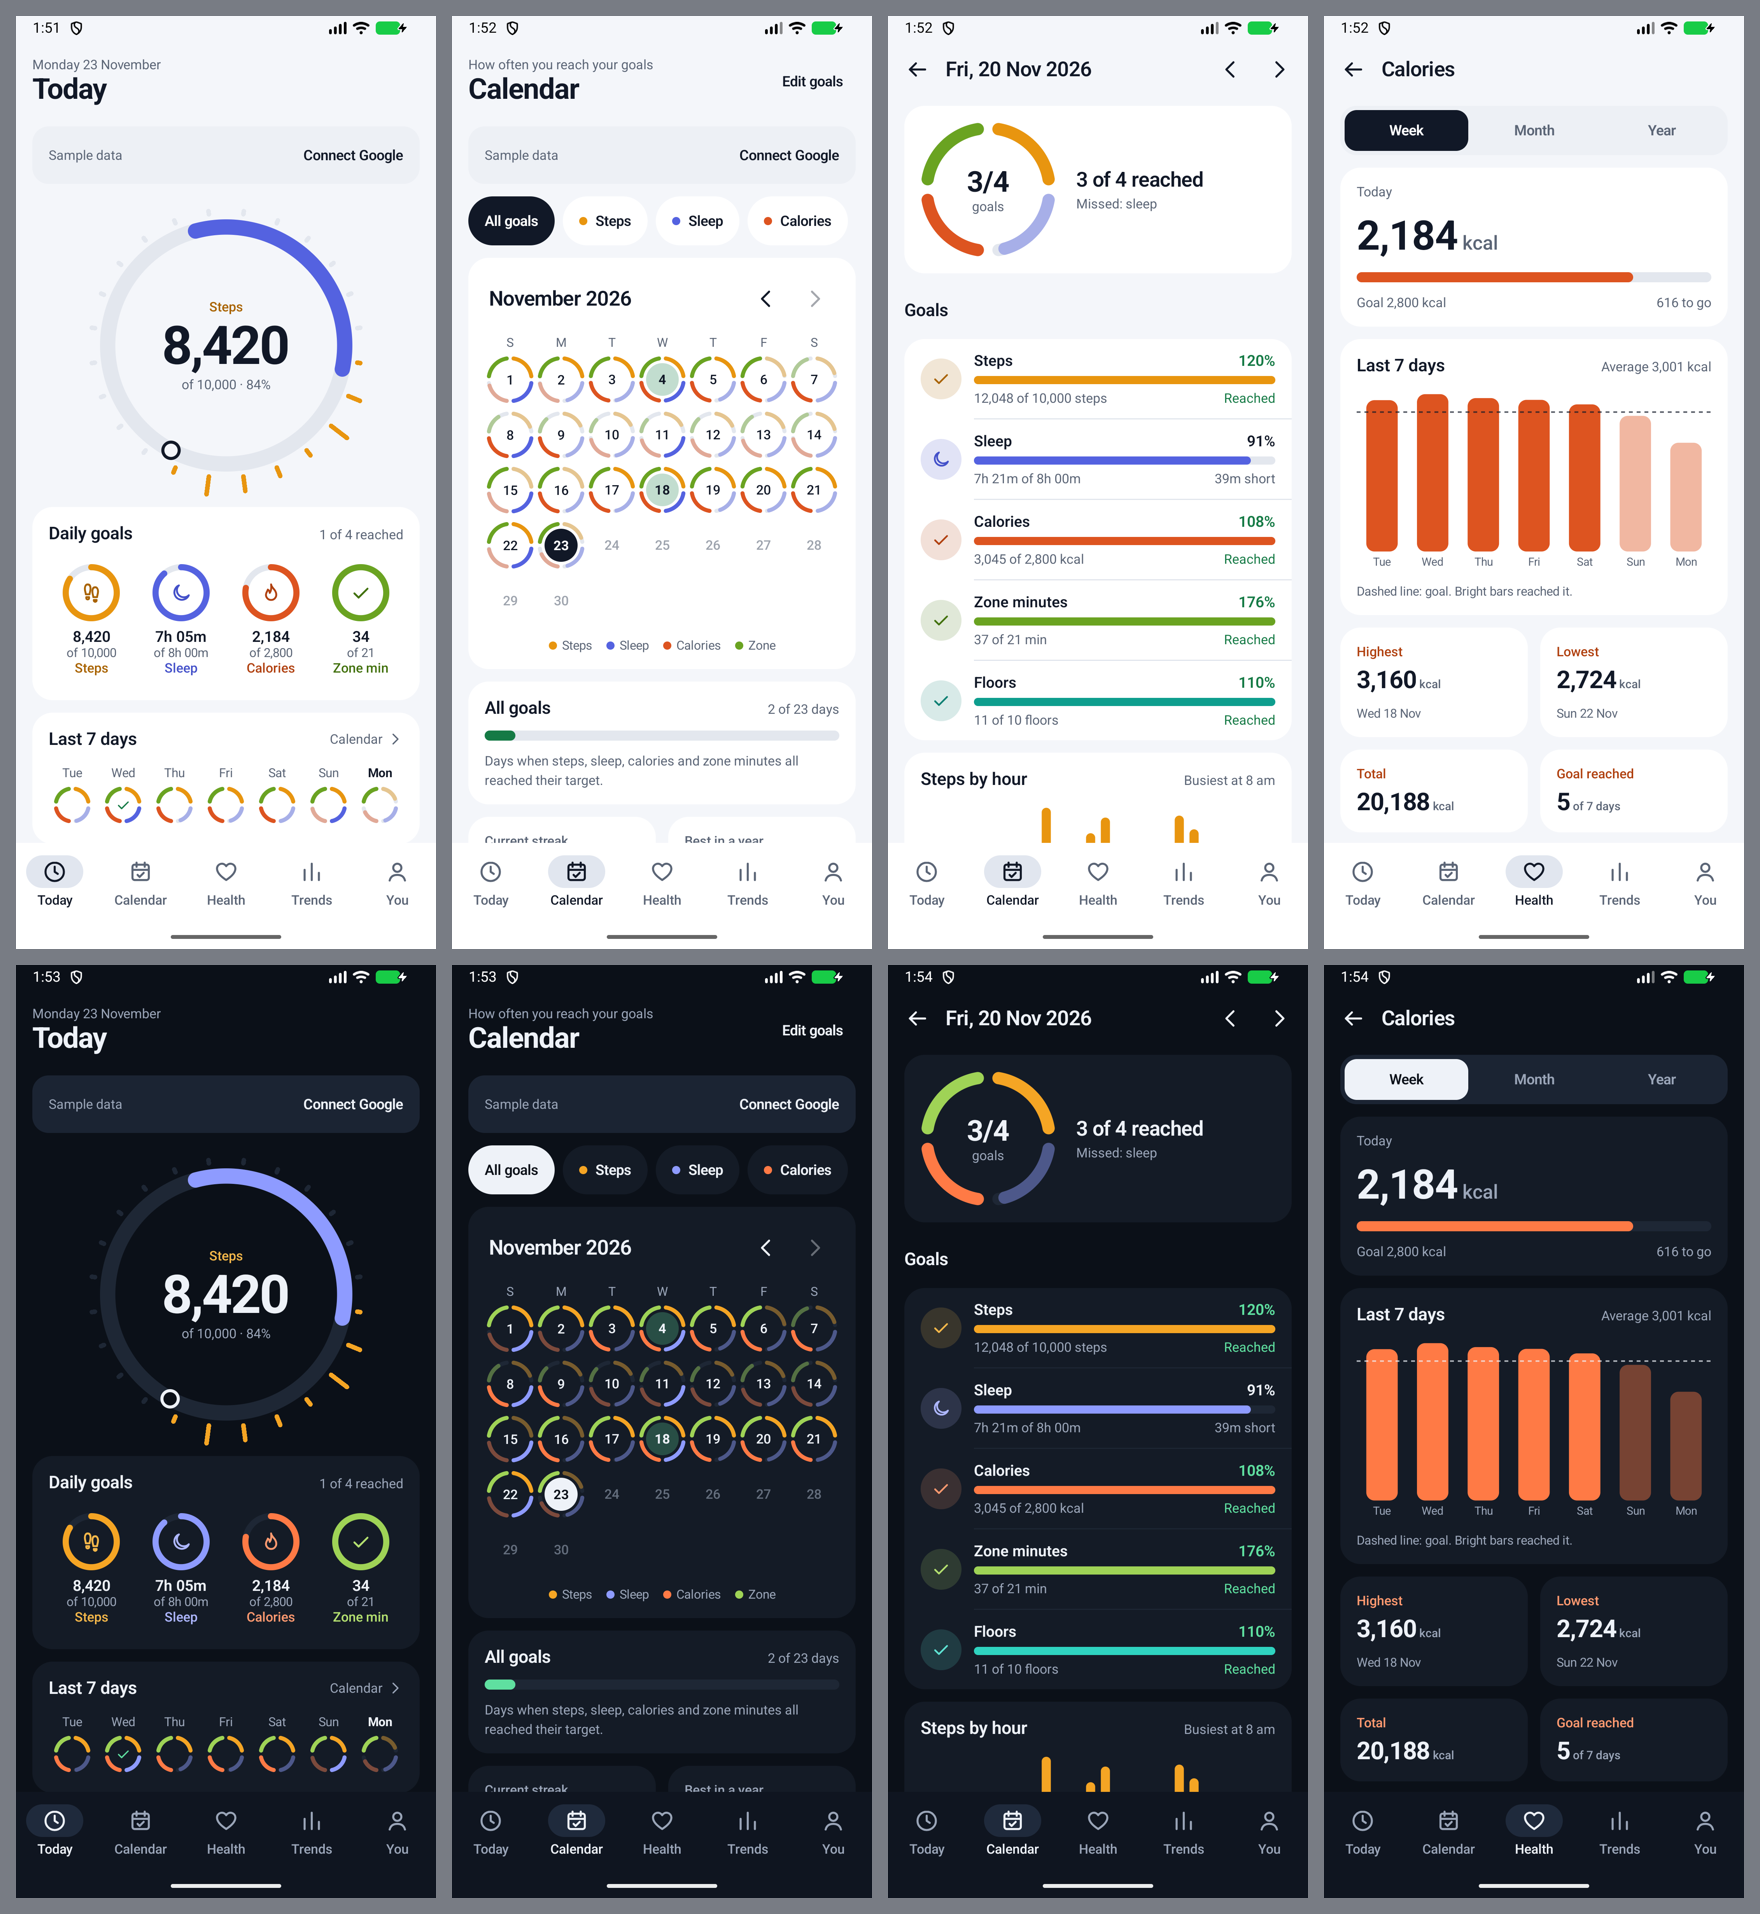 1:51
Monday 23 November
Today
Sample data
Connect Google
Steps
8,420
of 10,000 · 84%
Daily goals
1 of 4 reached
8,420
of 10,000
Steps
7h 05m
of 8h 00m
Sleep
2,184
of 2,800
Calories
34
of 21
Zone min
Last 7 days
Calendar
Tue Wed Thu Fri Sat Sun Mon
Today Calendar Health Trends You
1:52
How often you reach your goals
Calendar
Edit goals
Sample data
Connect Google
All goals Steps Sleep Calories
November 2026
S M T W T F S
1 2 3 4 5 6 7
8 9 10 11 12 13 14
15 16 17 18 19 20 21
22 23 24 25 26 27 28
29 30
Steps Sleep Calories Zone
All goals
2 of 23 days
Days when steps, sleep, calories and zone minutes all
reached their target.
Current streak
Best in a year
Today Calendar Health Trends You
1:52
Fri, 20 Nov 2026
3/4
goals
3 of 4 reached
Missed: sleep
Goals
Steps
120%
12,048 of 10,000 steps
Reached
Sleep
91%
7h 21m of 8h 00m
39m short
Calories
108%
3,045 of 2,800 kcal
Reached
Zone minutes
176%
37 of 21 min
Reached
Floors
110%
11 of 10 floors
Reached
Steps by hour
Busiest at 8 am
Today Calendar Health Trends You
1:52
Calories
Week Month Year
Today
2,184 kcal
Goal 2,800 kcal
616 to go
Last 7 days
Average 3,001 kcal
Tue Wed Thu Fri Sat Sun Mon
Dashed line: goal. Bright bars reached it.
Highest
3,160 kcal
Wed 18 Nov
Lowest
2,724 kcal
Sun 22 Nov
Total
20,188 kcal
Goal reached
5 of 7 days
Today Calendar Health Trends You
1:53
Monday 23 November
Today
Sample data
Connect Google
Steps
8,420
of 10,000 · 84%
Daily goals
1 of 4 reached
8,420
of 10,000
Steps
7h 05m
of 8h 00m
Sleep
2,184
of 2,800
Calories
34
of 21
Zone min
Last 7 days
Calendar
Tue Wed Thu Fri Sat Sun Mon
Today Calendar Health Trends You
1:53
How often you reach your goals
Calendar
Edit goals
Sample data
Connect Google
All goals Steps Sleep Calories
November 2026
S M T W T F S
1 2 3 4 5 6 7
8 9 10 11 12 13 14
15 16 17 18 19 20 21
22 23 24 25 26 27 28
29 30
Steps Sleep Calories Zone
All goals
2 of 23 days
Days when steps, sleep, calories and zone minutes all
reached their target.
Current streak
Best in a year
Today Calendar Health Trends You
1:54
Fri, 20 Nov 2026
3/4
goals
3 of 4 reached
Missed: sleep
Goals
Steps
120%
12,048 of 10,000 steps
Reached
Sleep
91%
7h 21m of 8h 00m
39m short
Calories
108%
3,045 of 2,800 kcal
Reached
Zone minutes
176%
37 of 21 min
Reached
Floors
110%
11 of 10 floors
Reached
Steps by hour
Busiest at 8 am
Today Calendar Health Trends You
1:54
Calories
Week Month Year
Today
2,184 kcal
Goal 2,800 kcal
616 to go
Last 7 days
Average 3,001 kcal
Tue Wed Thu Fri Sat Sun Mon
Dashed line: goal. Bright bars reached it.
Highest
3,160 kcal
Wed 18 Nov
Lowest
2,724 kcal
Sun 22 Nov
Total
20,188 kcal
Goal reached
5 of 7 days
Today Calendar Health Trends You